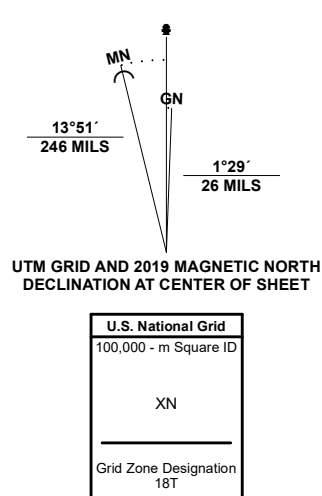 MN
GN
13°51´
246 MILS
1°29´
26 MILS
UTM GRID AND 2019 MAGNETIC NORTH
DECLINATION AT CENTER OF SHEET
U.S. National Grid
100,000 - m Square ID
XN
Grid Zone Designation
18T